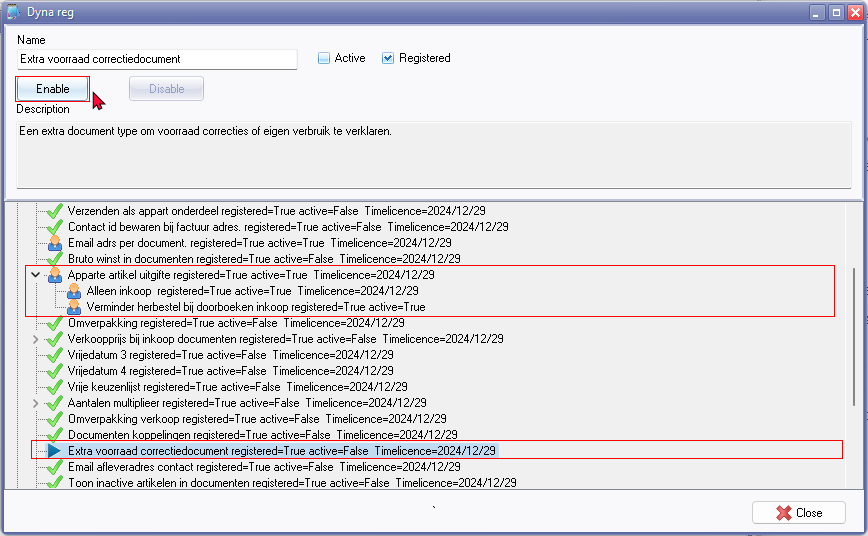 Dyna reg
Name
Extra voorraad correctiedocument
Active
Registered
Enable
Disable
Description
Een extra document type om voorraad correcties of eigen verbruik te verklaren.
Verzenden als appart onderdeel registered=True active=False Timelicence=2024/12/29
Contact id bewaren bij factuur adres. registered=True active=False Timelicence=2024/12/29
Email adrs per document. registered=True active=True Timelicence=2024/12/29
Bruto winst in documenten registered=True active=False Timelicence=2024/12/29
Apparte artikel uitgifte registered=True active=True Timelicence=2024/12/29
Alleen inkoop registered=True active=True Timelicence=2024/12/29
Verminder herbestel bij doorboeken inkoop registered=True active=True
Omverpakking registered=True active=False Timelicence=2024/12/29
Verkoopprijs bij inkoop documenten registered=True active=False Timelicence=2024/12/29
Vrijedatum 3 registered=True active=False Timelicence=2024/12/29
Vrijedatum 4 registered=True active=False Timelicence=2024/12/29
Vrije keuzenlijst registered=True active=False Timelicence=2024/12/29
Aantalen multiplieer registered=True active=False Timelicence=2024/12/29
Omverpakking verkoop registered=True active=False Timelicence=2024/12/29
Documenten koppelingen registered=True active=False Timelicence=2024/12/29
Extra voorraad correctiedocument registered=True active=False Timelicence=2024/12/29
Email afleveradres contact registered=True active=False Timelicence=2024/12/29
Toon inactive artikelen in documenten registered=True active=False Timelicence=2024/12/29
Close